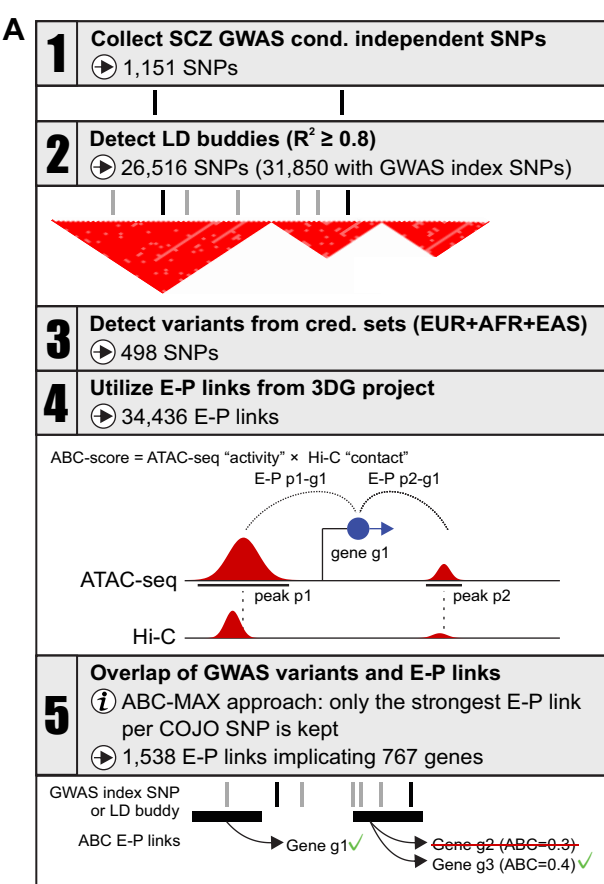 A
1
Collect SCZ GWAS cond. independent SNPs
1,151 SNPs
2
Detect LD buddies (R² ≥ 0.8)
26,516 SNPs (31,850 with GWAS index SNPs)
3
Detect variants from cred. sets (EUR+AFR+EAS)
498 SNPs
4
Utilize E-P links from 3DG project
34,436 E-P links
ABC-score = ATAC-seq “activity” × Hi-C “contact”
E-P p1-g1 E-P p2-g1
gene g1
ATAC-seq
peak p1 peak p2
Hi-C
5
Overlap of GWAS variants and E-P links
i ABC-MAX approach: only the strongest E-P link
per COJO SNP is kept
1,538 E-P links implicating 767 genes
GWAS index SNP
or LD buddy
ABC E-P links
Gene g1✓
Gene g2 (ABC=0.3)
Gene g3 (ABC=0.4)✓